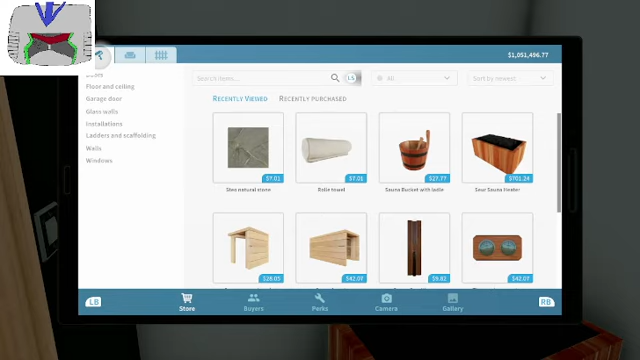 $1,051,496.77
Search items...
LS
All
Sort by newest
Doors
Floor and ceiling
Garage door
Glass walls
Installations
Ladders and scaffolding
Walls
Windows
RECENTLY VIEWED
RECENTLY PURCHASED
$7.01
$7.01
$27.77
$701.24
natural stone
Rolle towel
Sauna Bucket with ladle
Sauna Heater
$28.05
$42.07
$9.82
$42.07
LB
Store
Buyers
Perks
Camera
Gallery
RB